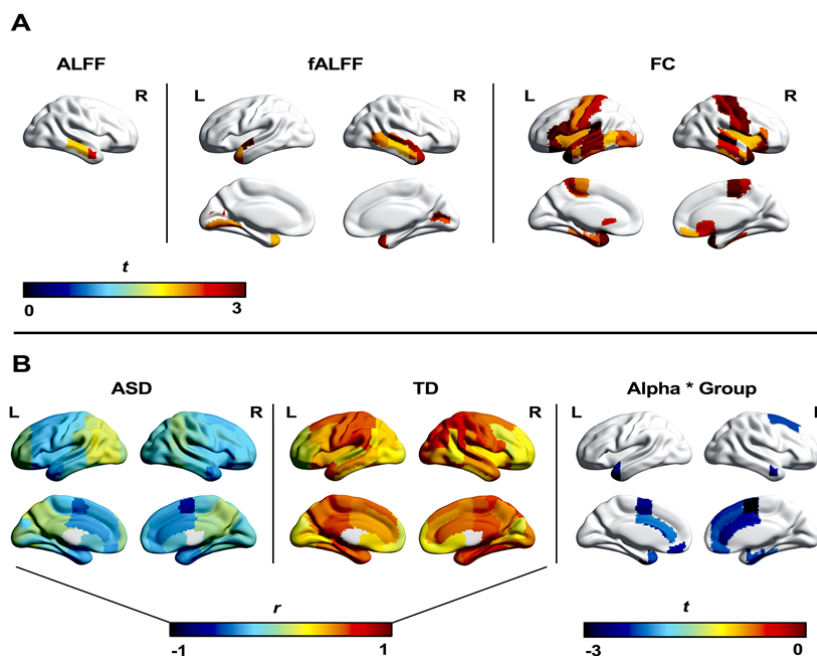 A
ALFF fALFF FC
R L R L R
t
0 3
B
ASD TD Alpha * Group
L R L R L
r
-1 1
t
-3 0